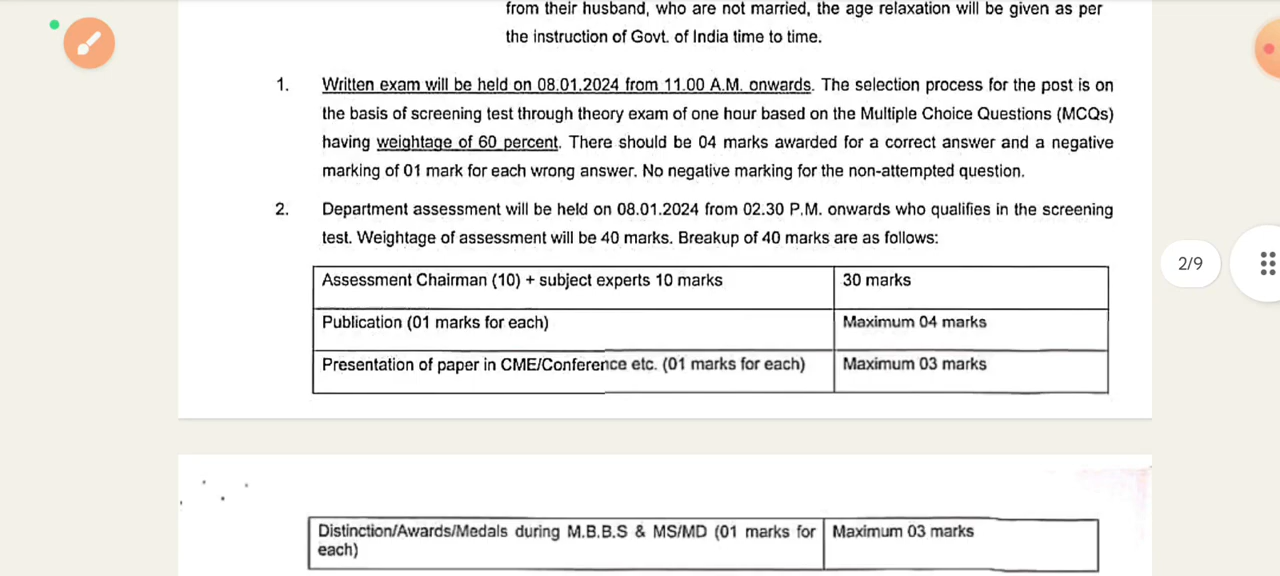 from their husband, who are not married, the age relaxation will be given as per
the instruction of Govt. of India time to time.
1. Written exam will be held on 08.01.2024 from 11.00 A.M. onwards. The selection process for the post is on
the basis of screening test through theory exam of one hour based on the Multiple Choice Questions (MCQs)
having weightage of 60 percent. There should be 04 marks awarded for a correct answer and a negative
marking of 01 mark for each wrong answer. No negative marking for the non-attempted question.
2. Department assessment will be held on 08.01.2024 from 02.30 P.M. onwards who qualifies in the screening
test. Weightage of assessment will be 40 marks. Breakup of 40 marks are as follows:
Assessment Chairman (10) + subject experts 10 marks 30 marks
Publication (01 marks for each) Maximum 04 marks
Presentation of paper in CME/Conference etc. (01 marks for each) Maximum 03 marks
2/9
Distinction/Awards/Medals during M.B.B.S & MS/MD (01 marks for Maximum 03 marks
each)